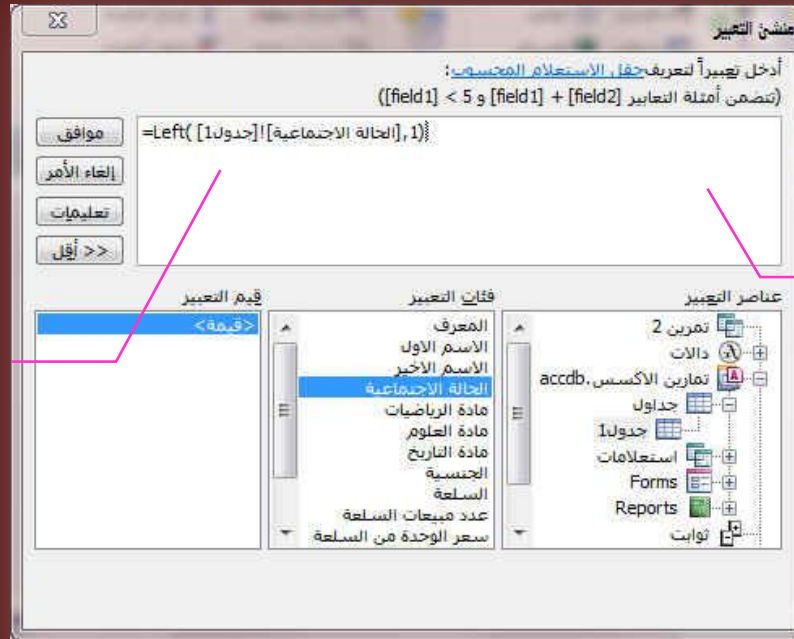 منشئ التعبير
أدخل تعبيراً لتعريف حقل الاستعلام المحسوب:
(تتضمن أمثلة التعابير [field1] + [field2] و [field1] < 5)
=Left( [جدول1]![الحالة الاجتماعية],1)
موافق
إلغاء الأمر
تعليمات
<< أقل
عناصر التعبير
تمرين 2
دالات
تمارين الاكسس.accdb
جداول
جدول1
استعلامات
Forms
Reports
ثوابت
فئات التعبير
المعرف
الاسم الاول
الاسم الاخير
الحالة الاجتماعية
مادة الرياضيات
مادة العلوم
مادة التاريخ
الجنسية
السلعة
عدد مبيعات السلعة
سعر الوحدة من السلعة
قيم التعبير
<قيمة>